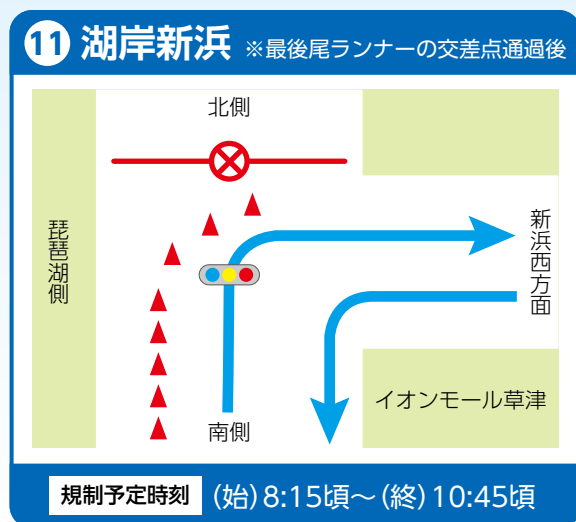 11 湖岸新浜 ※最後尾ランナーの交差点通過後
北側
琵琶湖側
新浜西方面
イオンモール草津
南側
規制予定時刻 (始)8:15頃〜(終)10:45頃